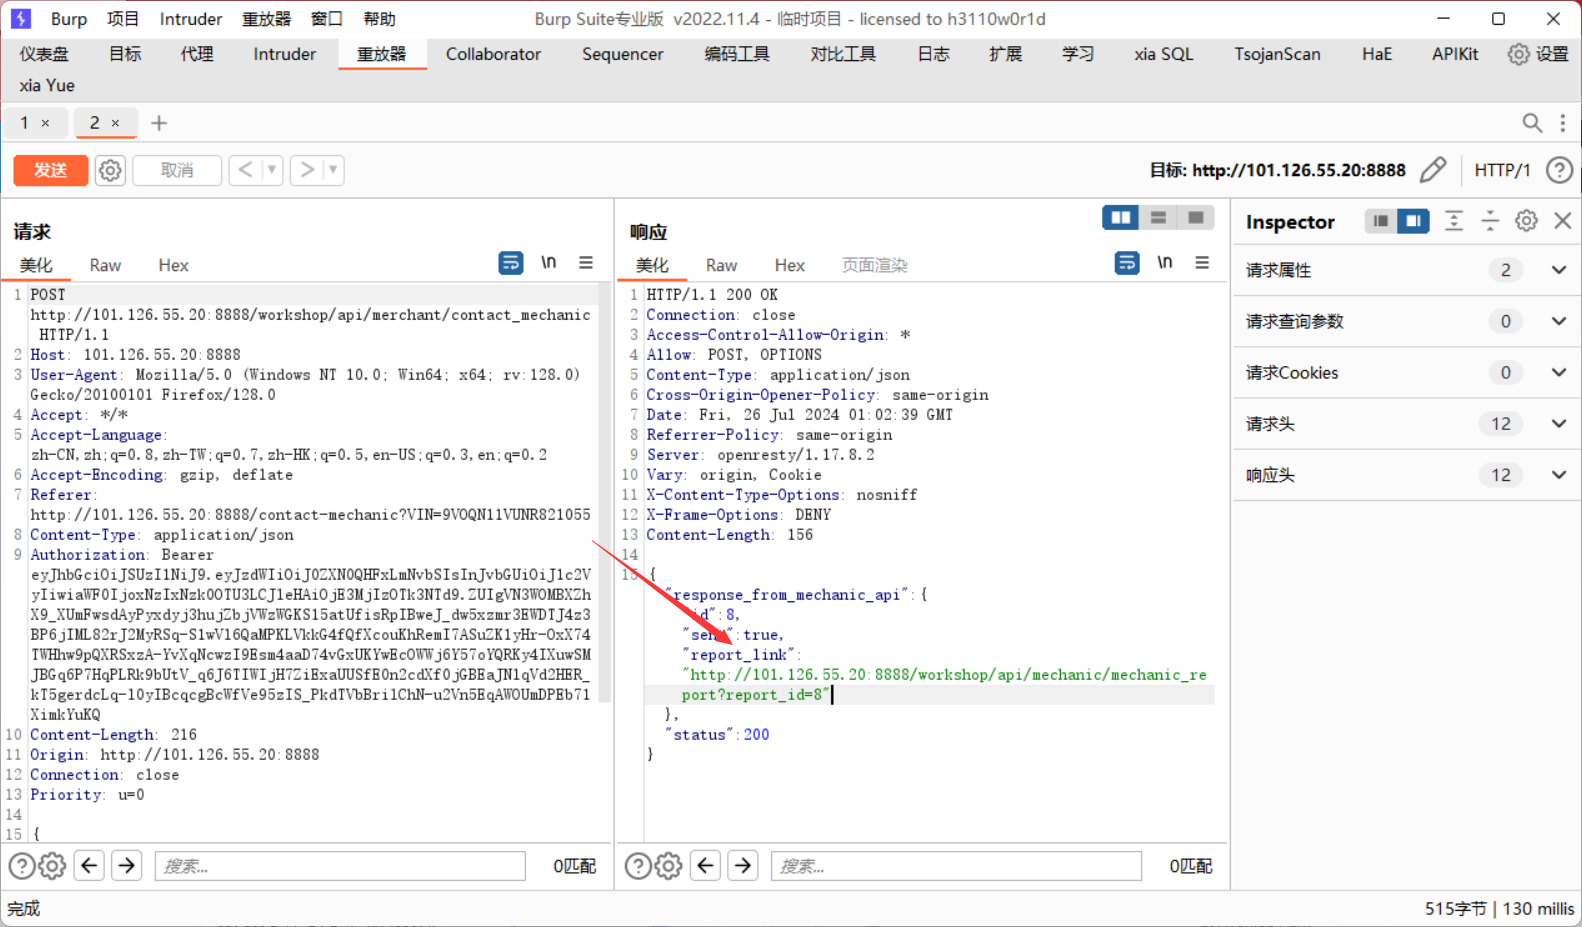 Burp 项目 Intruder 重放器 窗口 帮助 Burp Suite专业版 v2022.11.4 - 临时项目 - licensed to h3110w0r1d
仪表盘 目标 代理 Intruder 重放器 Collaborator Sequencer 编码工具 对比工具 日志 扩展 学习 xia SQL TsojanScan HaE APIKit 设置
xia Yue
1 × 2 × +
发送 取消 < > 目标: http://101.126.55.20:8888 HTTP/1
请求
美化 Raw Hex \n
1 POST
http://101.126.55.20:8888/workshop/api/merchant/contact_mechanic
HTTP/1.1
2 Host: 101.126.55.20:8888
3 User-Agent: Mozilla/5.0 (Windows NT 10.0; Win64; x64; rv:128.0)
Gecko/20100101 Firefox/128.0
4 Accept: */*
5 Accept-Language:
zh-CN,zh;q=0.8,zh-TW;q=0.7,zh-HK;q=0.5,en-US;q=0.3,en;q=0.2
6 Accept-Encoding: gzip, deflate
7 Referer:
http://101.126.55.20:8888/contact-mechanic?VIN=9VOQN11VUNR821055
8 Content-Type: application/json
9 Authorization: Bearer
10 Content-Length: 216
11 Origin: http://101.126.55.20:8888
12 Connection: close
13 Priority: u=0
14
15 {
搜索... 0匹配
响应
美化 Raw Hex 页面渲染 \n
1 HTTP/1.1 200 OK
2 Connection: close
3 Access-Control-Allow-Origin: *
4 Allow: POST, OPTIONS
5 Content-Type: application/json
6 Cross-Origin-Opener-Policy: same-origin
7 Date: Fri, 26 Jul 2024 01:02:39 GMT
8 Referrer-Policy: same-origin
9 Server: openresty/1.17.8.2
10 Vary: origin, Cookie
11 X-Content-Type-Options: nosniff
12 X-Frame-Options: DENY
13 Content-Length: 156
14
15 {
"response_from_mechanic_api":{
"id":8,
"sent":true,
"report_link":
"http://101.126.55.20:8888/workshop/api/mechanic/mechanic_re
port?report_id=8"
},
"status":200
}
搜索... 0匹配
Inspector
请求属性 2
请求查询参数 0
请求Cookies 0
请求头 12
响应头 12
完成
515字节 | 130 millis